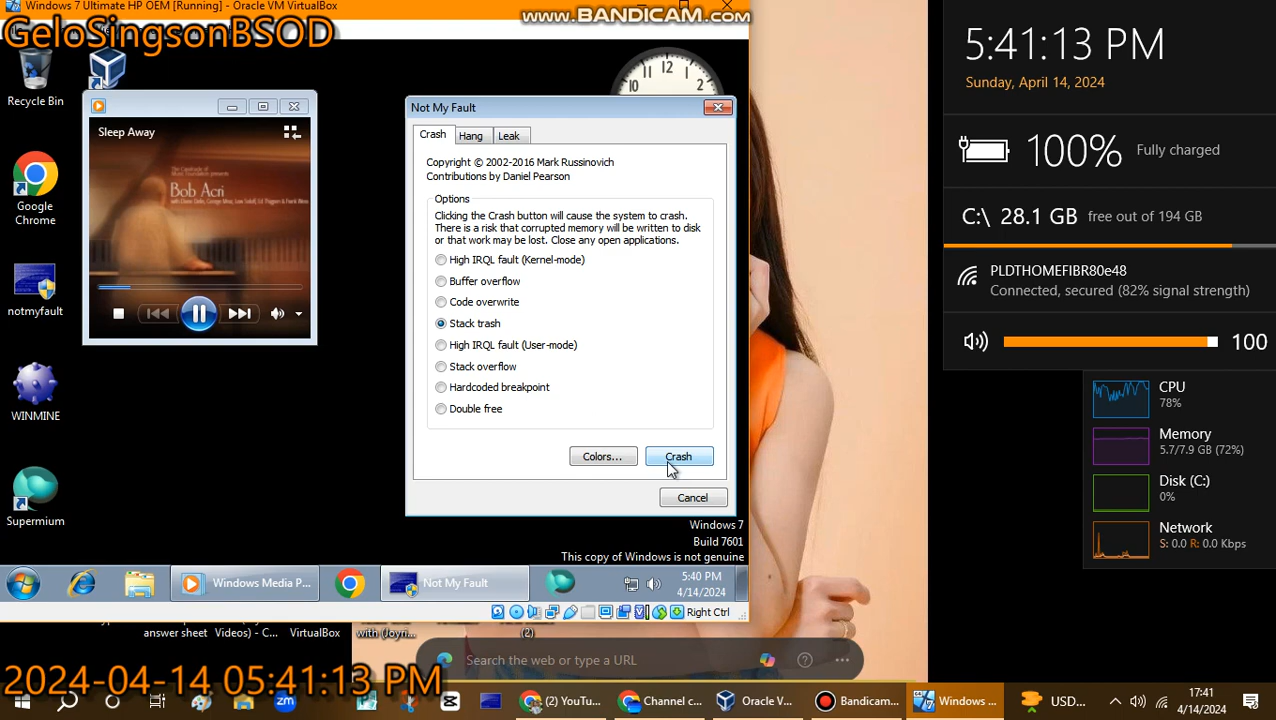 Windows 7 Ultimate HP OEM [Running] - Oracle VM VirtualBox
www.BANDICAM.com
GeloSingsonBSOD
Recycle Bin
Google
Chrome
notmyfault
WINMINE
Supermium
Sleep Away
Bob Acri
12
11
1
10
2
Not My Fault
Crash
Hang
Leak
Copyright © 2002-2016 Mark Russinovich
Contributions by Daniel Pearson
Options
Clicking the Crash button will cause the system to crash.
There is a risk that corrupted memory will be written to disk
or that work may be lost. Close any open applications.
High IRQL fault (Kernel-mode)
Buffer overflow
Code overwrite
Stack trash
High IRQL fault (User-mode)
Stack overflow
Hardcoded breakpoint
Double free
Colors...
Crash
Cancel
Windows 7
Build 7601
This copy of Windows is not genuine
Windows Media P...
Not My Fault
5:40 PM
4/14/2024
Right Ctrl
answer sheet
Videos) - C...
VirtualBox
with (Joyri...
(2)
Search the web or type a URL
2024-04-14 05:41:13 PM
5:41:13 PM
Sunday, April 14, 2024
100% Fully charged
C:\ 28.1 GB free out of 194 GB
PLDTHOMEFIBR80e48
Connected, secured (82% signal strength)
100
CPU
78%
Memory
5.7/7.9 GB (72%)
Disk (C:)
0%
Network
S: 0.0 R: 0.0 Kbps
zm
(2) YouTu...
Channel c...
Oracle V...
Bandicam...
Windows ...
USD...
17:41
4/14/2024